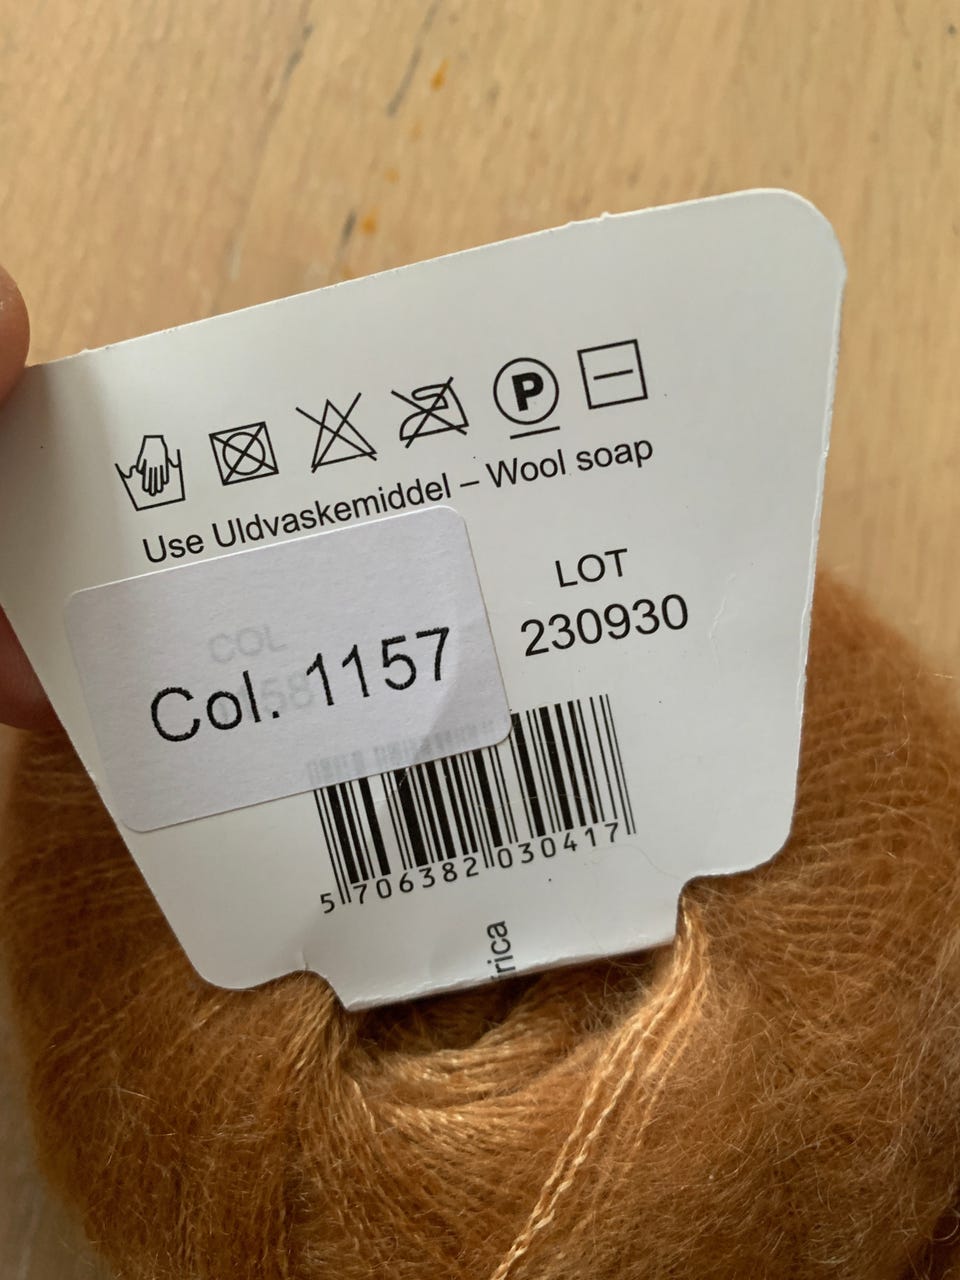 P
Use Uldvaskemiddel – Wool soap
LOT
230930
COL
Col. 1157
5 706382 030417